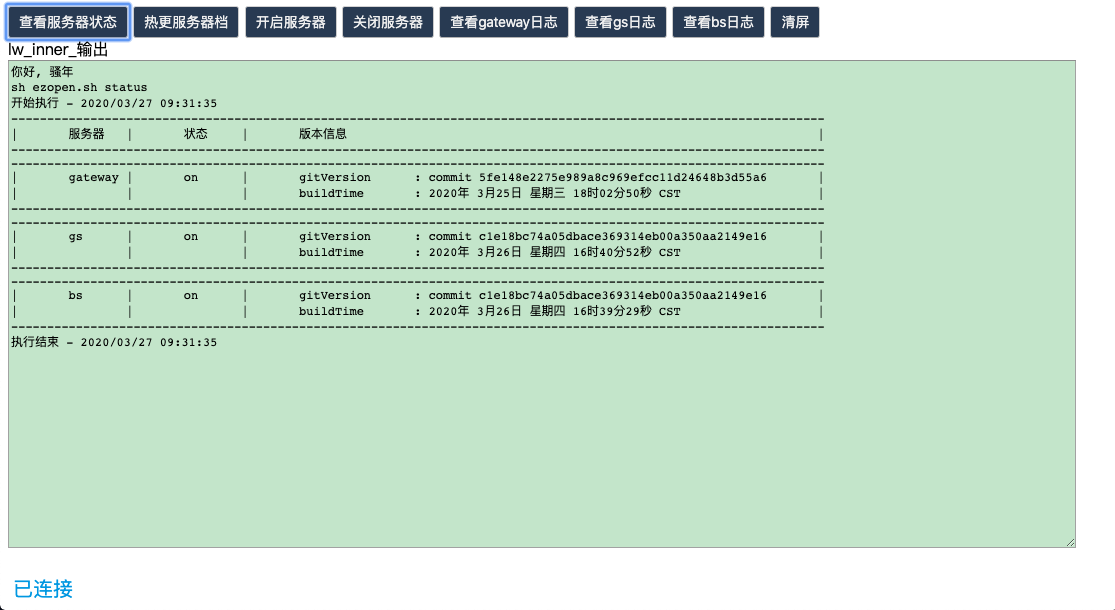 查看服务器状态 热更服务器档 开启服务器 关闭服务器 查看gateway日志 查看gs日志 查看bs日志 清屏
lw_inner_输出
你好, 骚年
sh ezopen.sh status
开始执行 - 2020/03/27 09:31:35
-----------------------------------------------------------------------------------------------------------------
| 服务器 | 状态 | 版本信息 |
-----------------------------------------------------------------------------------------------------------------
-----------------------------------------------------------------------------------------------------------------
| gateway | on | gitVersion : commit 5fe148e2275e989a8c969efcc11d24648b3d55a6 |
| | | buildTime : 2020年 3月25日 星期三 18时02分50秒 CST |
-----------------------------------------------------------------------------------------------------------------
-----------------------------------------------------------------------------------------------------------------
| gs | on | gitVersion : commit c1e18bc74a05dbace369314eb00a350aa2149e16 |
| | | buildTime : 2020年 3月26日 星期四 16时40分52秒 CST |
-----------------------------------------------------------------------------------------------------------------
-----------------------------------------------------------------------------------------------------------------
| bs | on | gitVersion : commit c1e18bc74a05dbace369314eb00a350aa2149e16 |
| | | buildTime : 2020年 3月26日 星期四 16时39分29秒 CST |
-----------------------------------------------------------------------------------------------------------------
执行结束 - 2020/03/27 09:31:35
已连接